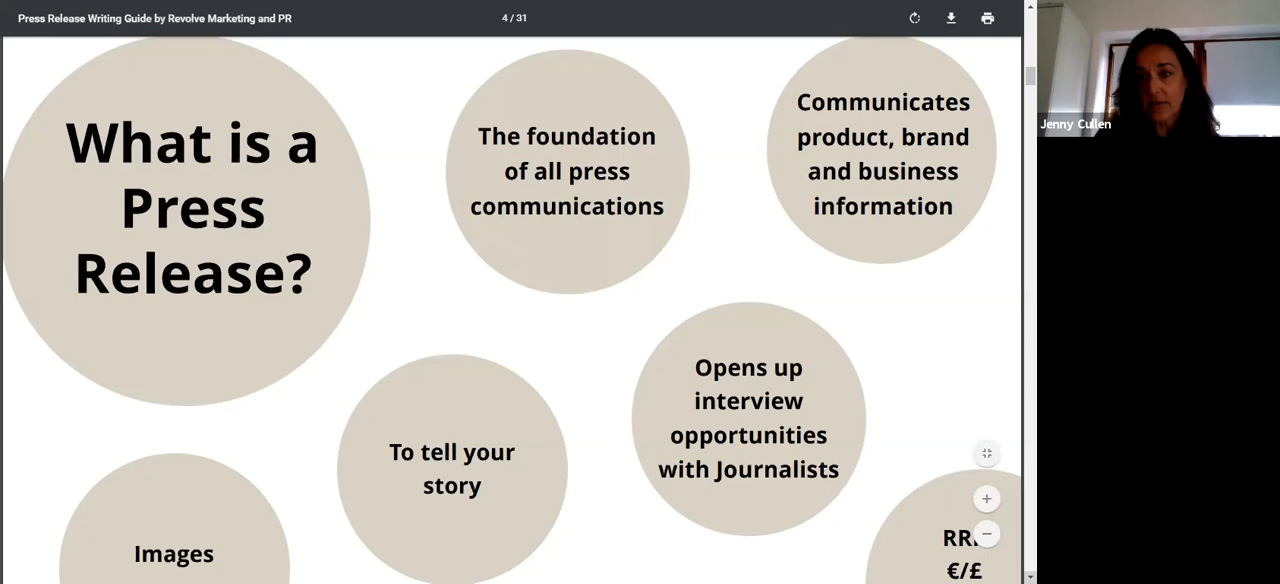 Press Release Writing Guide by Revolve Marketing and PR
4 / 31
What is a
Press
Release?
The foundation
of all press
communications
Communicates
product, brand
and business
information
To tell your
story
Opens up
interview
opportunities
with Journalists
Images
€/£
Jenny Cullen